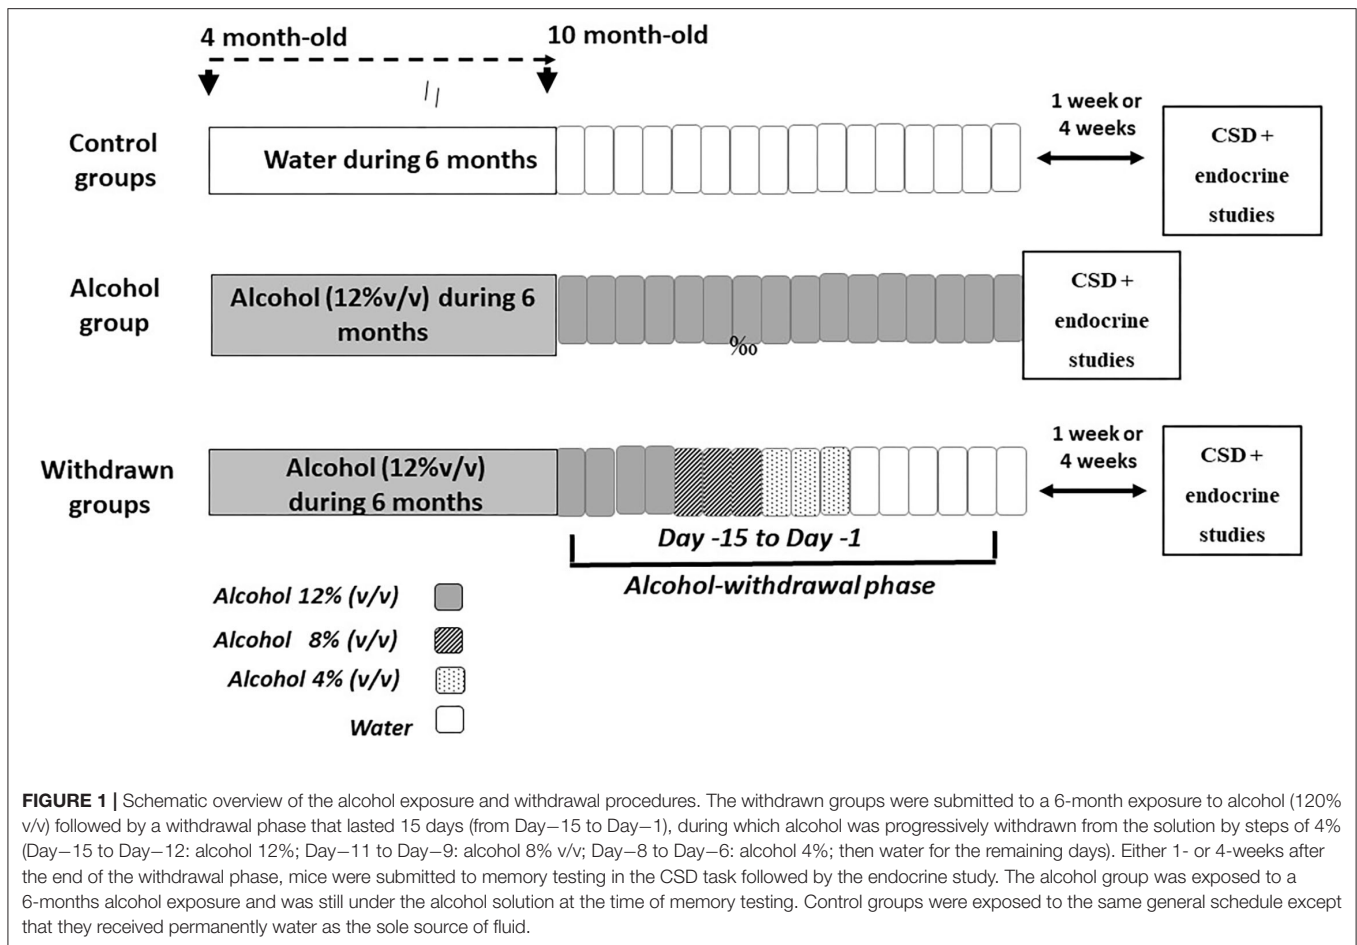 4 month-old
10 month-old
Control
groups
Water during 6 months
1 week or
4 weeks
CSD +
endocrine
studies
Alcohol
group
Alcohol (12%v/v) during 6
months
‰
CSD +
endocrine
studies
Withdrawn
groups
Alcohol (12%v/v)
during 6 months
1 week or
4 weeks
CSD +
endocrine
studies
Day -15 to Day -1
Alcohol-withdrawal phase
Alcohol 12% (v/v)
Alcohol 8% (v/v)
Alcohol 4% (v/v)
Water
FIGURE 1 | Schematic overview of the alcohol exposure and withdrawal procedures. The withdrawn groups were submitted to a 6-month exposure to alcohol (120%
v/v) followed by a withdrawal phase that lasted 15 days (from Day−15 to Day−1), during which alcohol was progressively withdrawn from the solution by steps of 4%
(Day−15 to Day−12: alcohol 12%; Day−11 to Day−9: alcohol 8% v/v; Day−8 to Day−6: alcohol 4%; then water for the remaining days). Either 1- or 4-weeks after
the end of the withdrawal phase, mice were submitted to memory testing in the CSD task followed by the endocrine study. The alcohol group was exposed to a
6-months alcohol exposure and was still under the alcohol solution at the time of memory testing. Control groups were exposed to the same general schedule except
that they received permanently water as the sole source of fluid.